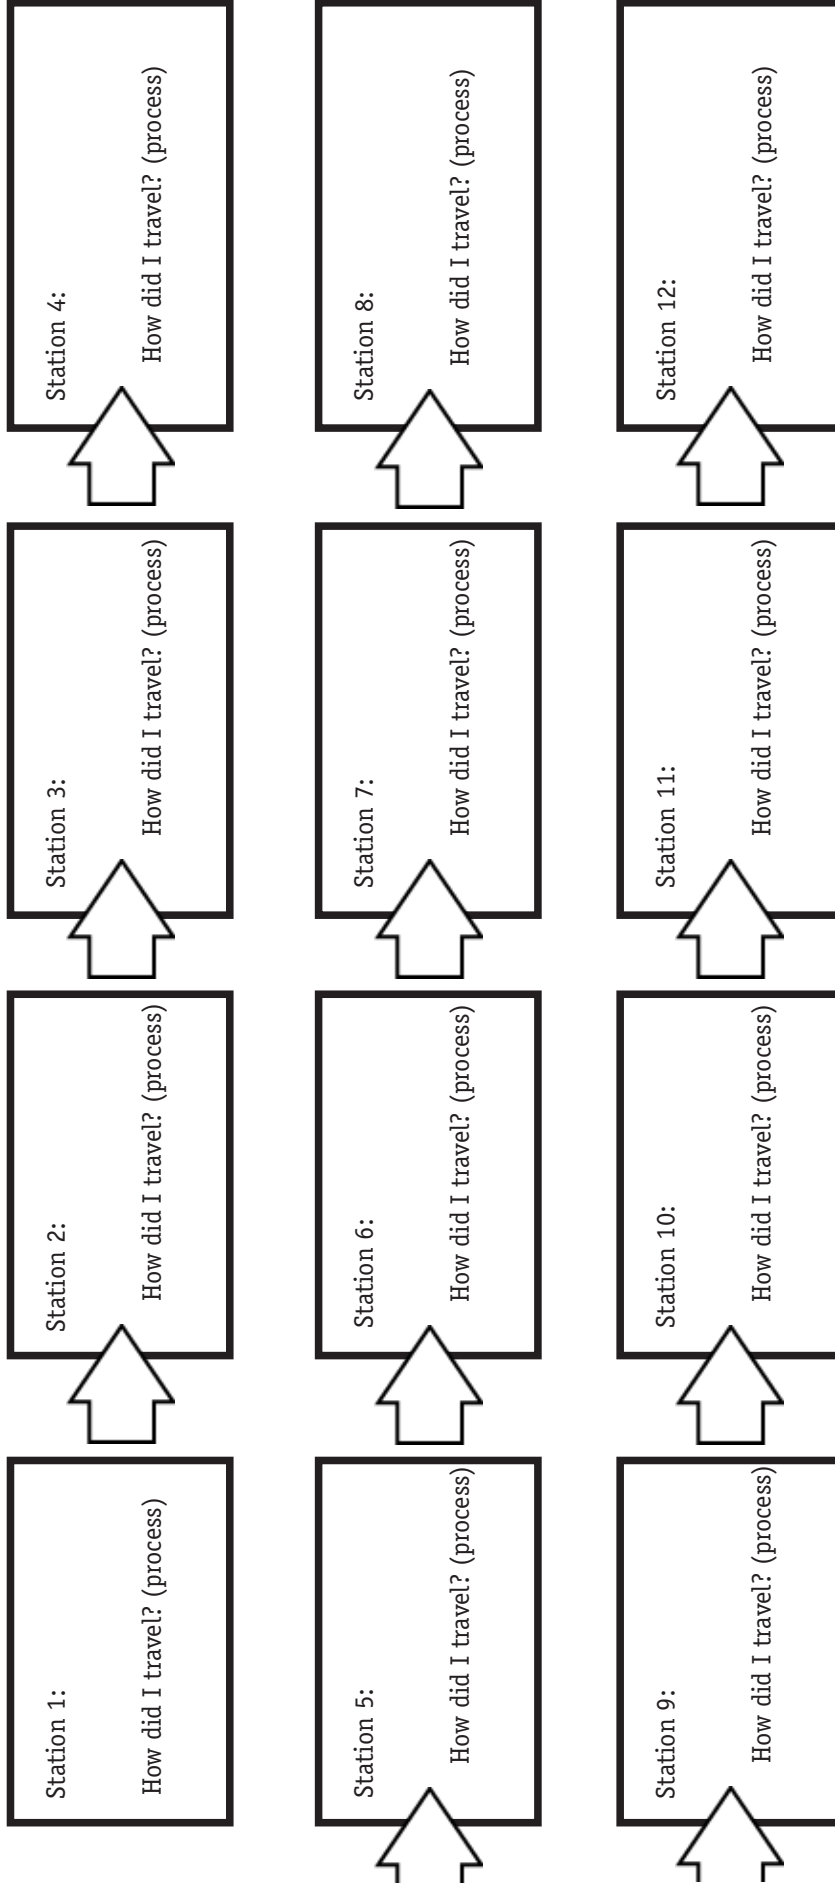 Station 1:
How did I travel? (process)
Station 2:
How did I travel? (process)
Station 3:
How did I travel? (process)
Station 4:
How did I travel? (process)
Station 5:
How did I travel? (process)
Station 6:
How did I travel? (process)
Station 7:
How did I travel? (process)
Station 8:
How did I travel? (process)
Station 9:
How did I travel? (process)
Station 10:
How did I travel? (process)
Station 11:
How did I travel? (process)
Station 12:
How did I travel? (process)